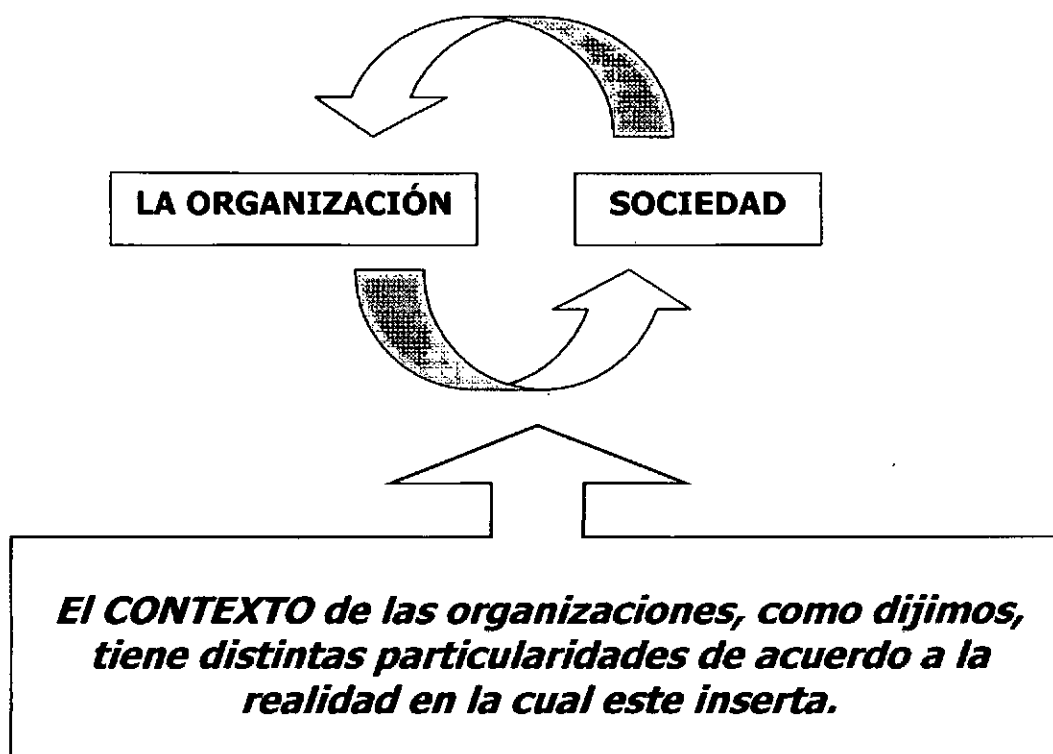 LA ORGANIZACIÓN
SOCIEDAD
El CONTEXTO de las organizaciones, como dijimos,
tiene distintas particularidades de acuerdo a la
realidad en la cual este inserta.